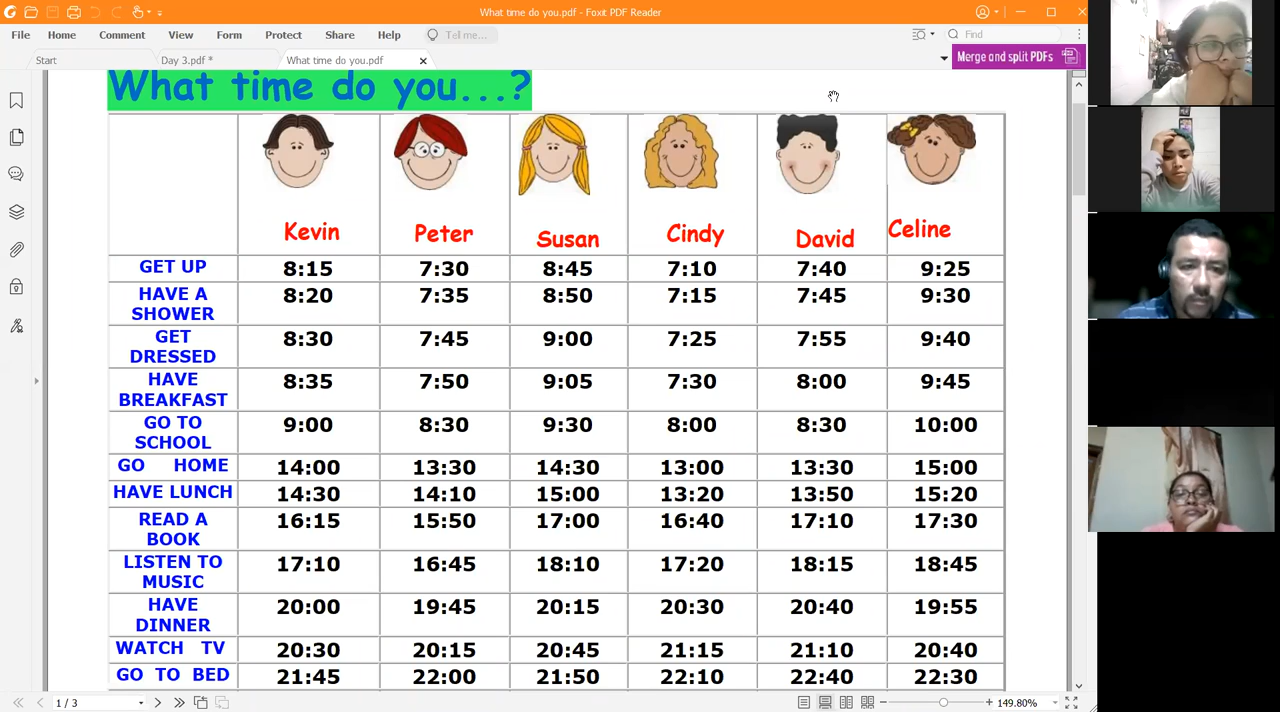 What time do you.pdf - Foxit PDF Reader
File Home Comment View Form Protect Share Help Tell me... Find
Start Day 3.pdf * What time do you.pdf Merge and split PDFs
What time do you...?
Kevin Peter Susan Cindy David Celine
GET UP 8:15 7:30 8:45 7:10 7:40 9:25
HAVE A 8:20 7:35 8:50 7:15 7:45 9:30
SHOWER
GET 8:30 7:45 9:00 7:25 7:55 9:40
DRESSED
HAVE 8:35 7:50 9:05 7:30 8:00 9:45
BREAKFAST
GO TO 9:00 8:30 9:30 8:00 8:30 10:00
SCHOOL
GO HOME 14:00 13:30 14:30 13:00 13:30 15:00
HAVE LUNCH 14:30 14:10 15:00 13:20 13:50 15:20
READ A 16:15 15:50 17:00 16:40 17:10 17:30
BOOK
LISTEN TO 17:10 16:45 18:10 17:20 18:15 18:45
MUSIC
HAVE 20:00 19:45 20:15 20:30 20:40 19:55
DINNER
WATCH TV 20:30 20:15 20:45 21:15 21:10 20:40
GO TO BED 21:45 22:00 21:50 22:10 22:40 22:30
1 / 3 149.80%